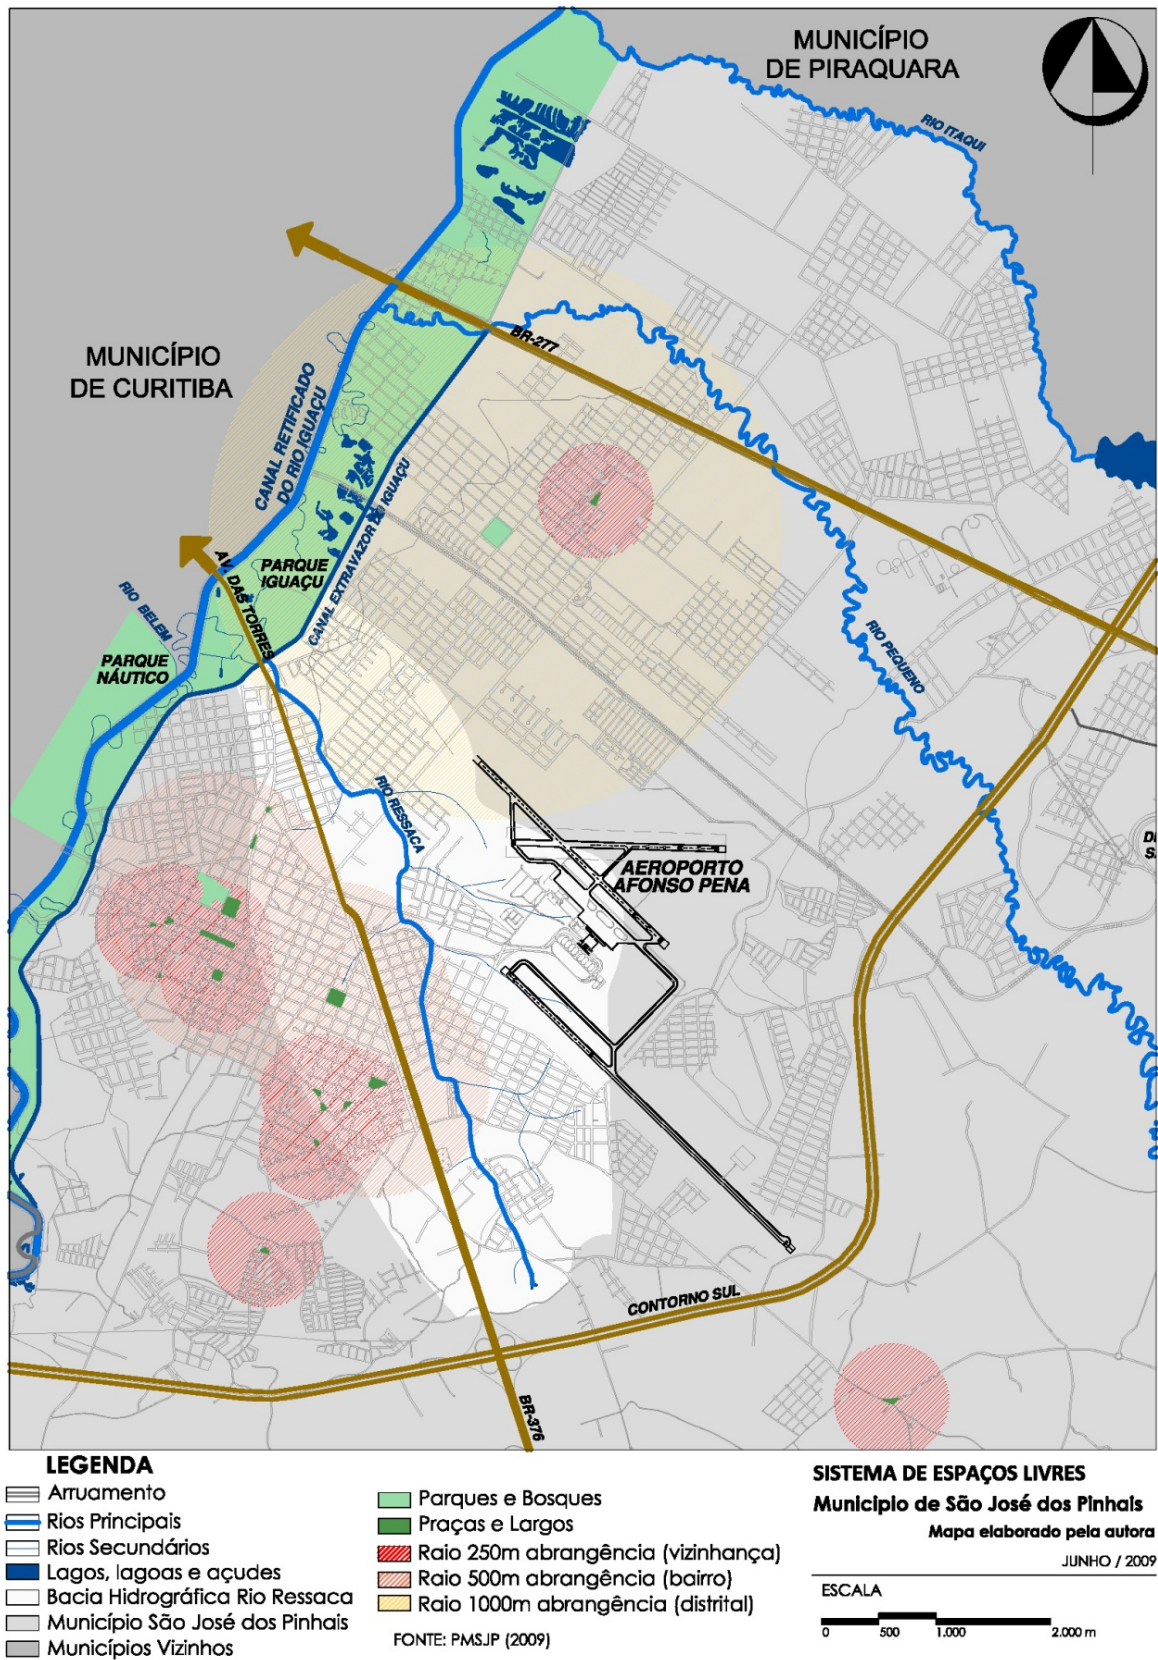 MUNICÍPIO
DE PIRAQUARA
RIO ITAQUI
MUNICÍPIO
DE CURITIBA
BR-277
CANAL RETIFICADO
DO RIO IGUAÇU
PARQUE
IGUAÇU
CANAL EXTRAVAZOR DO IGUAÇU
AV. DAS TORRES
RIO BELEM
PARQUE
NÁUTICO
RIO PEQUENO
RIO RESSACA
AEROPORTO
AFONSO PENA
CONTORNO SUL
BR-376
LEGENDA
Arruamento
Rios Principais
Rios Secundários
Lagos, lagoas e açudes
Bacia Hidrográfica Rio Ressaca
Município São José dos Pinhais
Municípios Vizinhos
Parques e Bosques
Praças e Largos
Raio 250m abrangência (vizinhança)
Raio 500m abrangência (bairro)
Raio 1000m abrangência (distrital)
FONTE: PMSJP (2009)
SISTEMA DE ESPAÇOS LIVRES
Municipio de São José dos Pinhais
Mapa elaborado pela autora
JUNHO / 2009
ESCALA
0 500 1.000 2.000 m